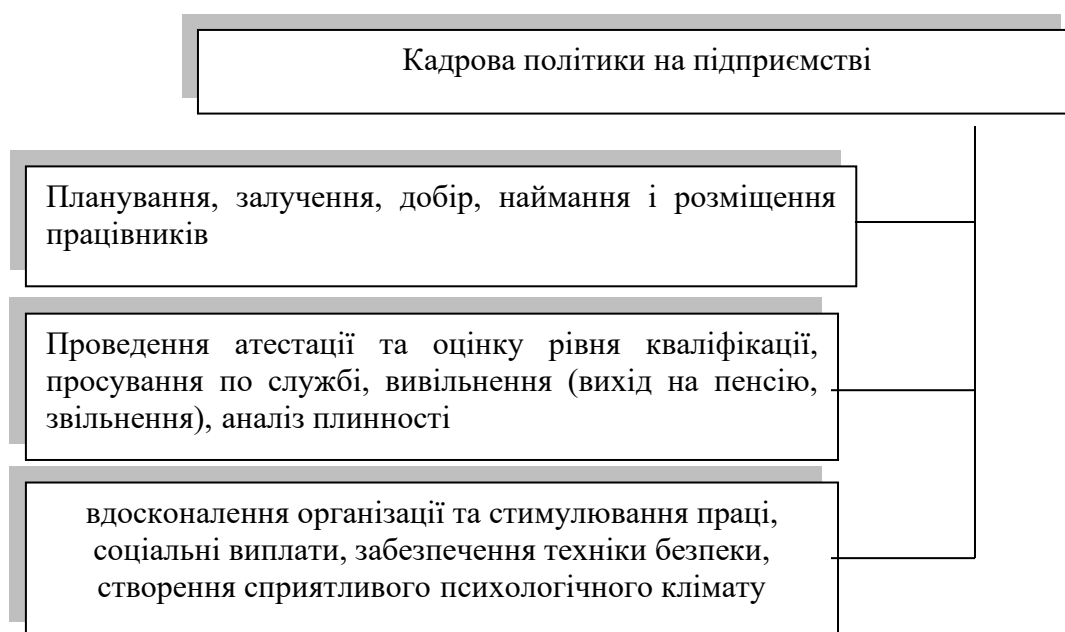 Кадрова політики на підприємстві
Планування, залучення, добір, наймання і розміщення
працівників
Проведення атестації та оцінку рівня кваліфікації,
просування по службі, вивільнення (вихід на пенсію,
звільнення), аналіз плинності
вдосконалення організації та стимулювання праці,
соціальні виплати, забезпечення техніки безпеки,
створення сприятливого психологічного клімату